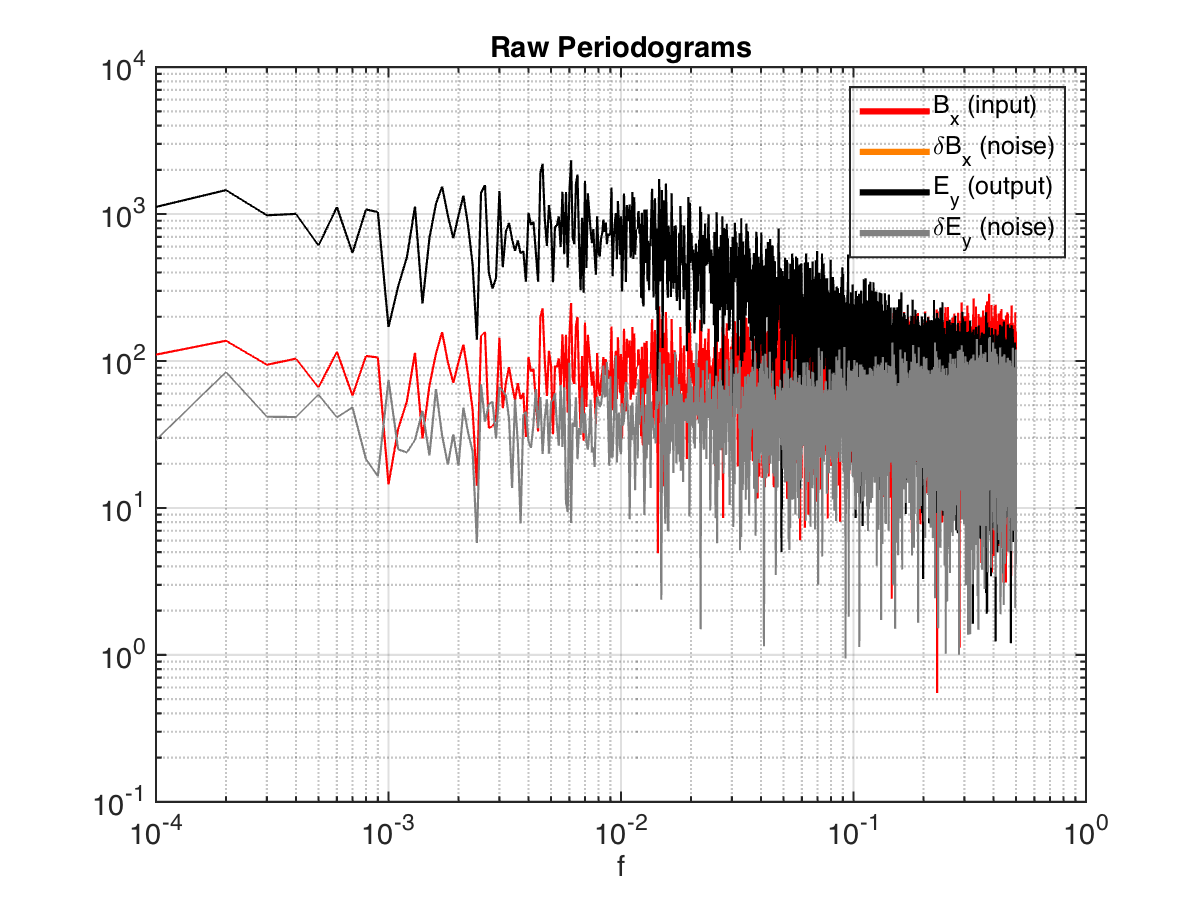 Raw Periodograms
10^4
10^3
10^2
10^1
10^0
10^-1
B_x (input)
δB_x (noise)
E_y (output)
δE_y (noise)
10^-4 10^-3 10^-2 10^-1 10^0
f